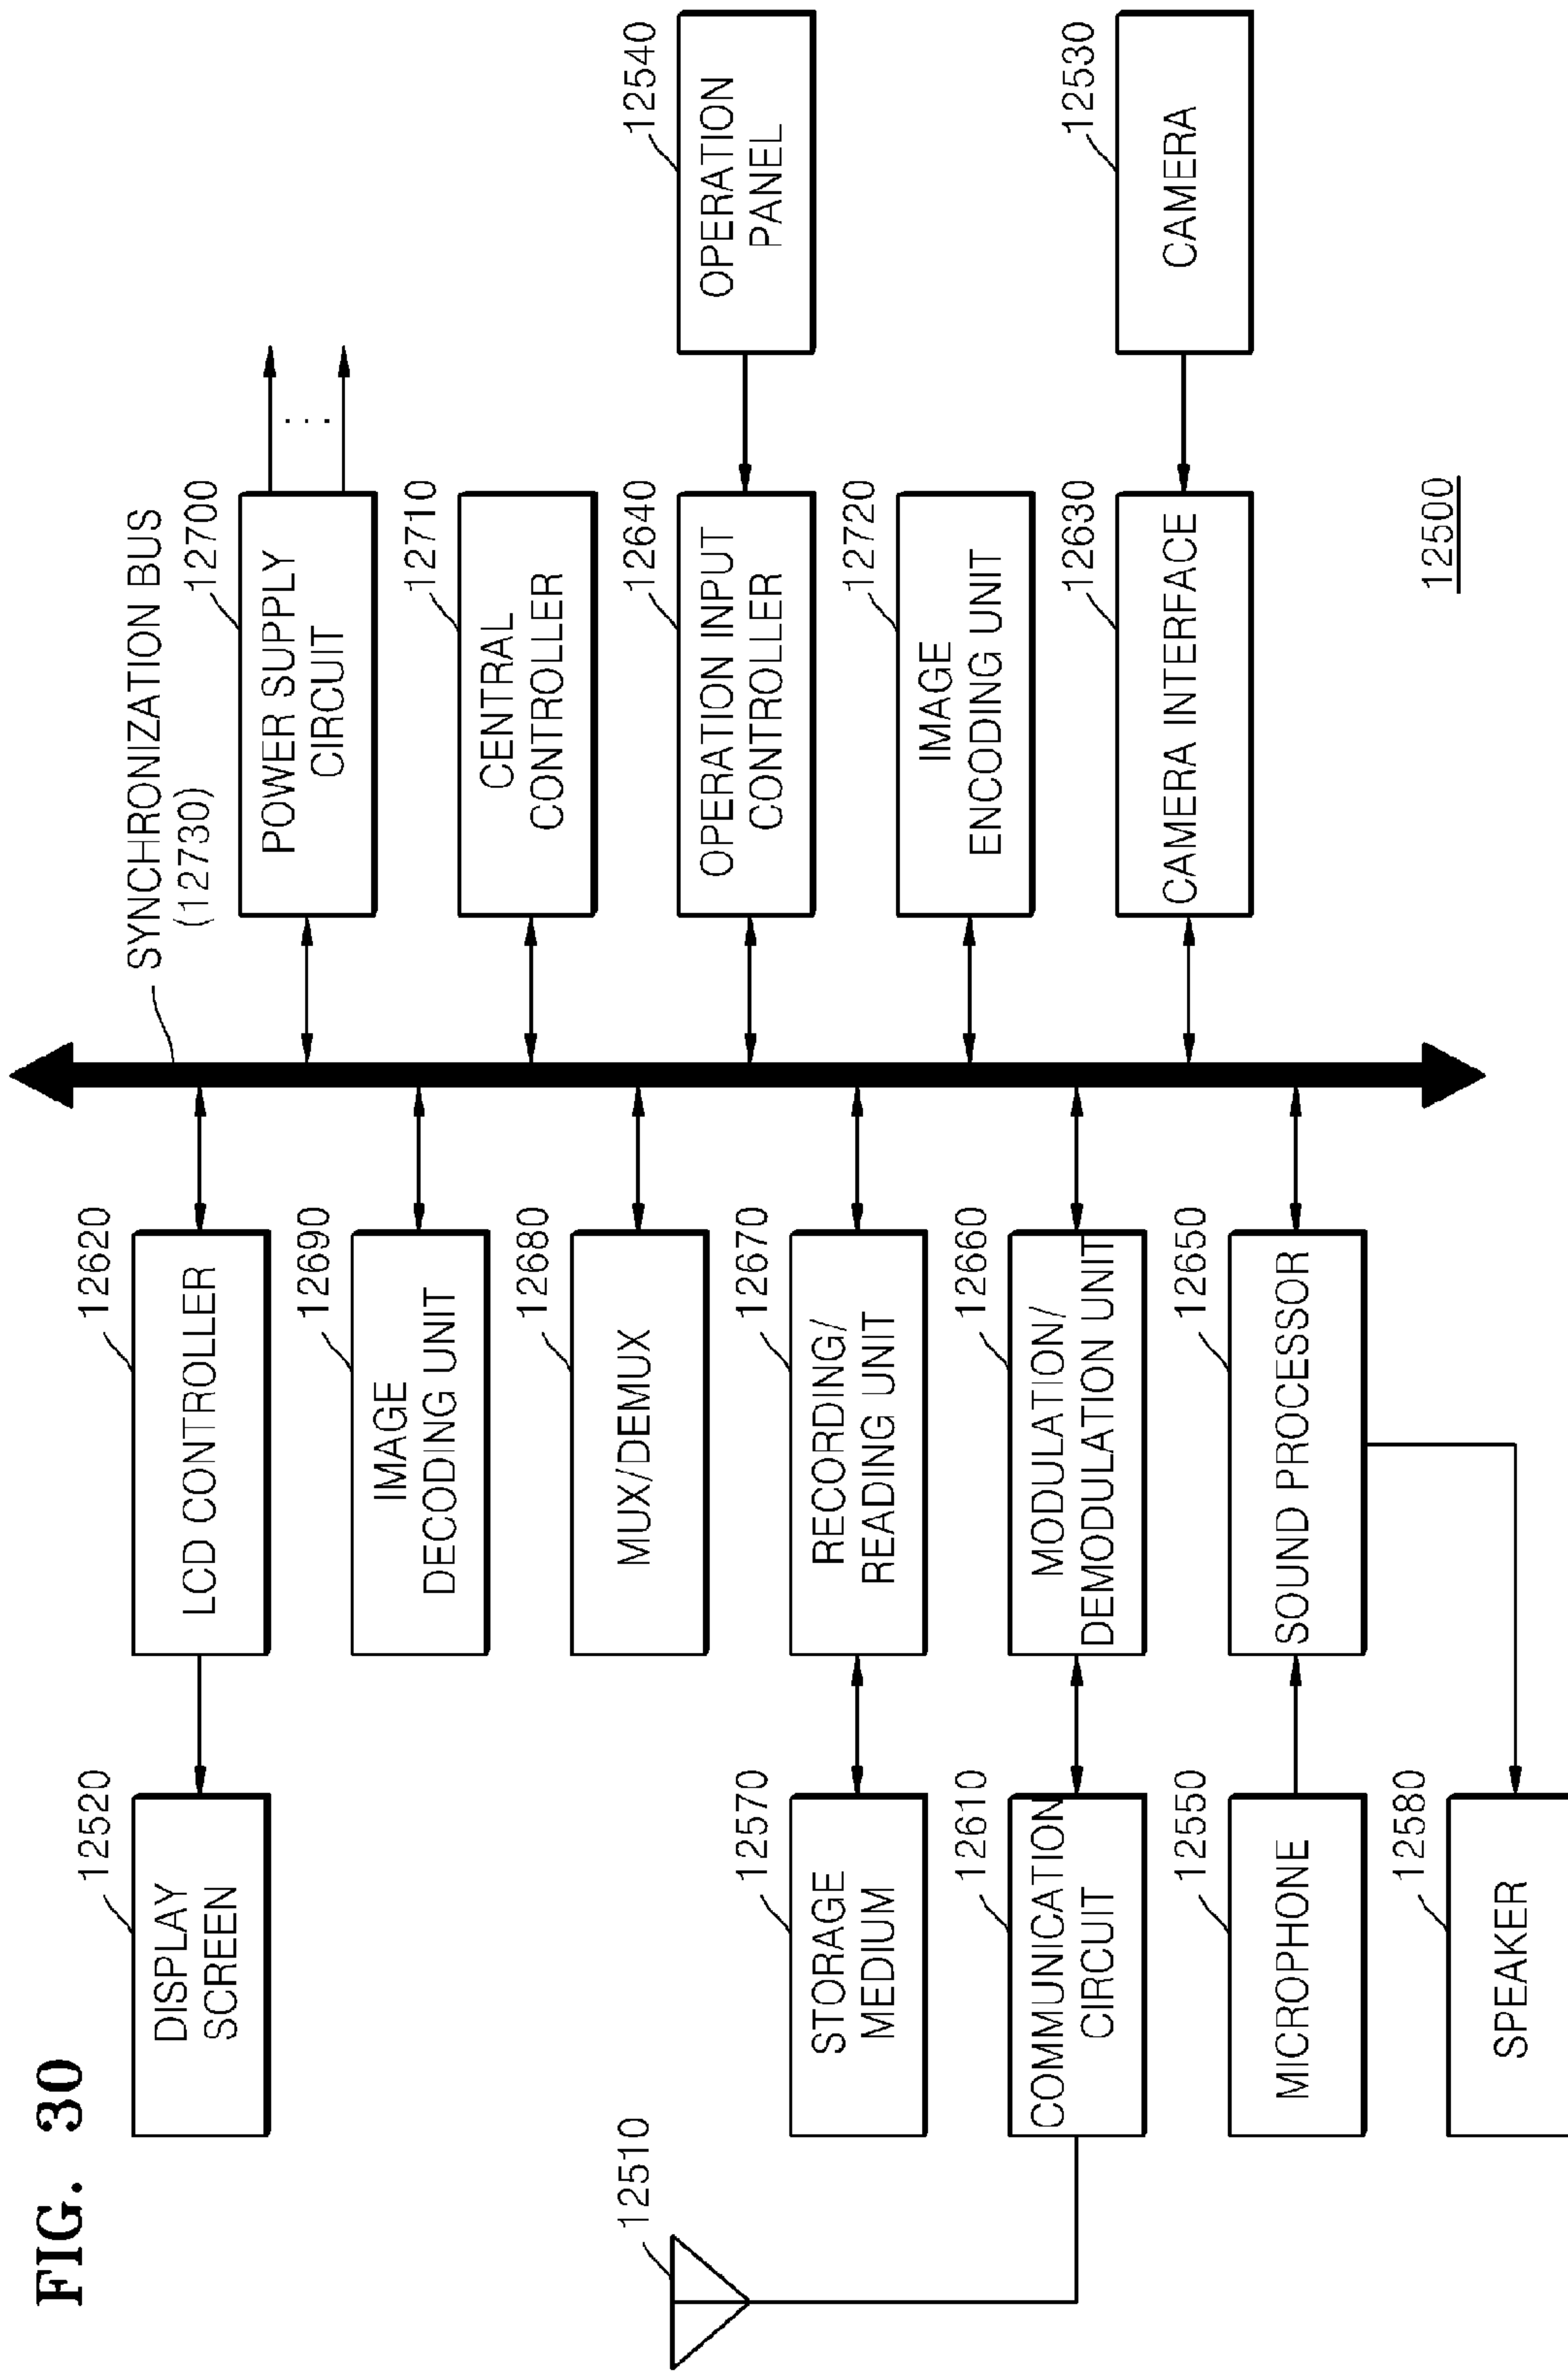 FIG. 30
12510
12520
DISPLAY
SCREEN
12620
LCD CONTROLLER
SYNCHRONIZATION BUS
(12730)
12700
POWER SUPPLY
CIRCUIT
12690
IMAGE
DECODING UNIT
12710
CENTRAL
CONTROLLER
12680
MUX/DEMUX
12640
OPERATION INPUT
CONTROLLER
12540
OPERATION
PANEL
12570
STORAGE
MEDIUM
12670
RECORDING/
READING UNIT
12720
IMAGE
ENCODING UNIT
12610
COMMUNICATION
CIRCUIT
12660
MODULATION/
DEMODULATION UNIT
12630
CAMERA INTERFACE
12530
CAMERA
12550
MICROPHONE
12650
SOUND PROCESSOR
12580
SPEAKER
12500